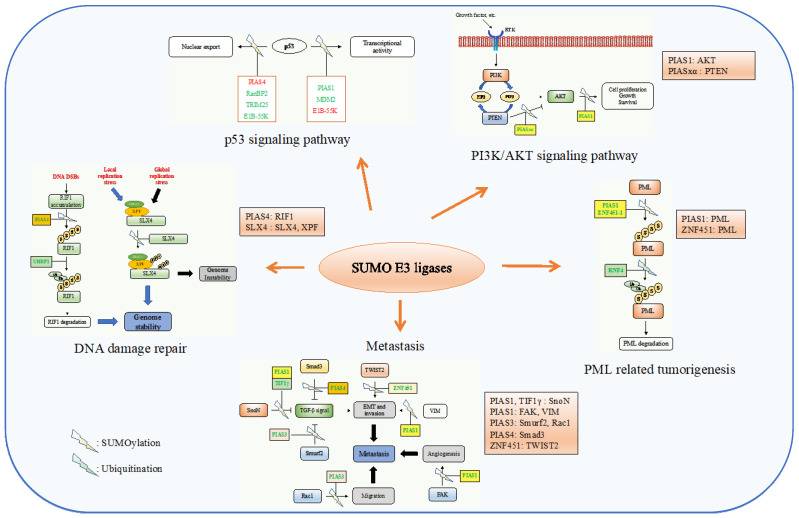 Nuclear export
p53
Transcriptional
activity
PIAS4
RanBP2
TRIM25
E1B-55K
PIAS1
MDM2
E1B-55K
p53 signaling pathway
Growth factor, etc.
RTK
PI3K
PIP2
PIP3
PTEN
PIASxα
AKT
PIAS1
Cell proliferation
Growth
Survival
PI3K/AKT signaling pathway
PIAS1: AKT
PIASxα : PTEN
DNA DSBs
RIF1
accumulation
PIAS1
RIF1
UHRF1
RIF1
RIF1 degradation
Local
replication
stress
Global
replication
stress
XPF
SLX4
SLX4
XPF
SLX4
Genome
Instability
Genome
stability
DNA damage repair
PIAS4: RIF1
SLX4 : SLX4, XPF
SUMO E3 ligases
PML
PIAS1
ZNF451-1
PML
RNF4
Ub
PML
PML degradation
PML related tumorigenesis
PIAS1: PML
ZNF451: PML
Metastasis
Smad3
PIAS1
TIF1γ
PIAS4
SnoN
TGF-β signal
PIAS3
Smurf2
TWIST2
ZNF451
EMT and
invasion
VIM
PIAS1
Metastasis
Angiogenesis
PIAS3
Rac1
Migration
PIAS1
FAK
PIAS1, TIF1γ : SnoN
PIAS1: FAK, VIM
PIAS3: Smurf2, Rac1
PIAS4: Smad3
ZNF451: TWIST2
: SUMOylation
: Ubiquitination